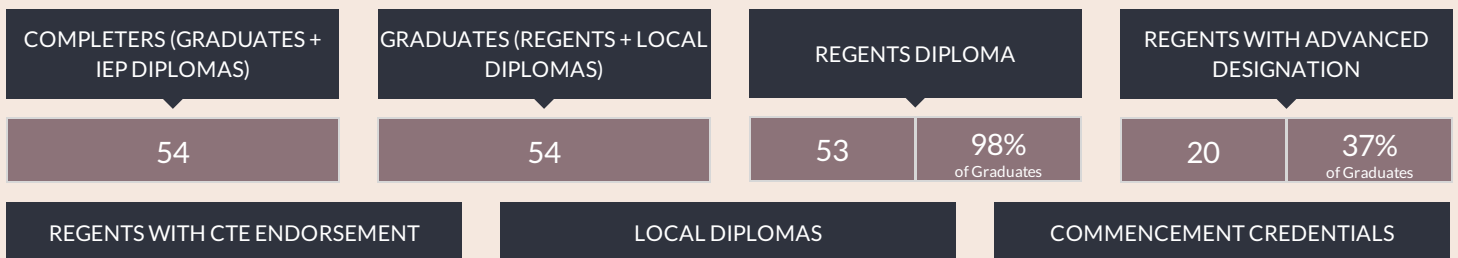 COMPLETERS (GRADUATES +
IEP DIPLOMAS)
54
GRADUATES (REGENTS + LOCAL
DIPLOMAS)
54
REGENTS DIPLOMA
53
98%
of Graduates
REGENTS WITH ADVANCED
DESIGNATION
20
37%
of Graduates
REGENTS WITH CTE ENDORSEMENT
LOCAL DIPLOMAS
COMMENCEMENT CREDENTIALS